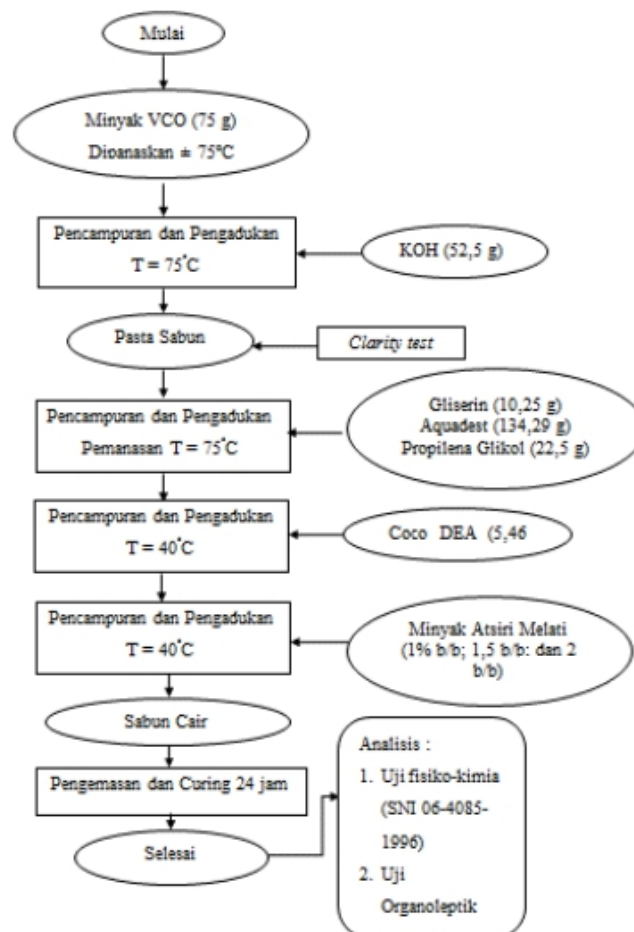 Mulai
Minyak VCO (75 g)
Dipanaskan ± 75°C
Pencampuran dan Pengadukan
T = 75°C
KOH (52,5 g)
Pasta Sabun
Clarity test
Pencampuran dan Pengadukan
Pemanasan T = 75°C
Gliserin (10,25 g)
Aquadest (134,29 g)
Propilena Glikol (22,5 g)
Pencampuran dan Pengadukan
T = 40°C
Coco DEA (5,46
Pencampuran dan Pengadukan
T = 40°C
Minyak Atsiri Melati
(1% b/b; 1,5 b/b: dan 2
b/b)
Sabun Cair
Pengemasan dan Curing 24 jam
Selesai
Analisis :
1. Uji fisiko-kimia
(SNI 06-4085-
1996)
2. Uji
Organoleptik